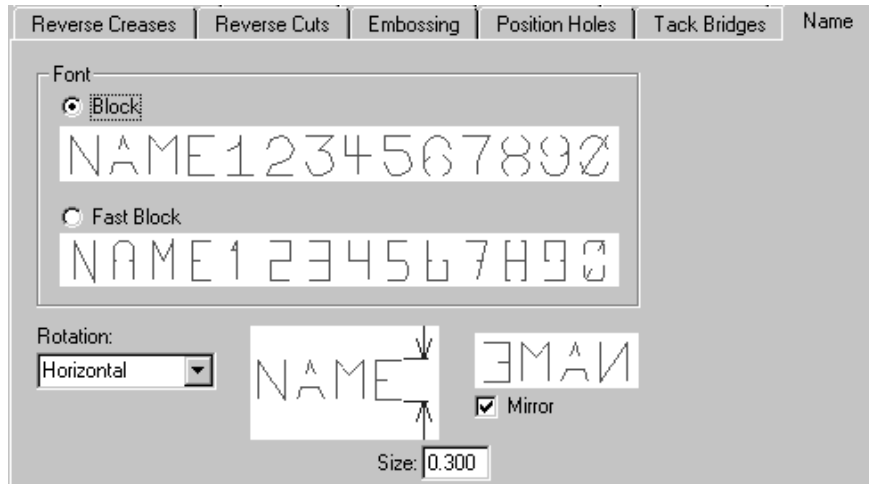 Reverse Creases Reverse Cuts Embossing Position Holes Tack Bridges Name
Font
Block
NAME1234567890
Fast Block
NAME1234567890
Rotation:
Horizontal
NAME
NAME
Mirror
Size: 0.300